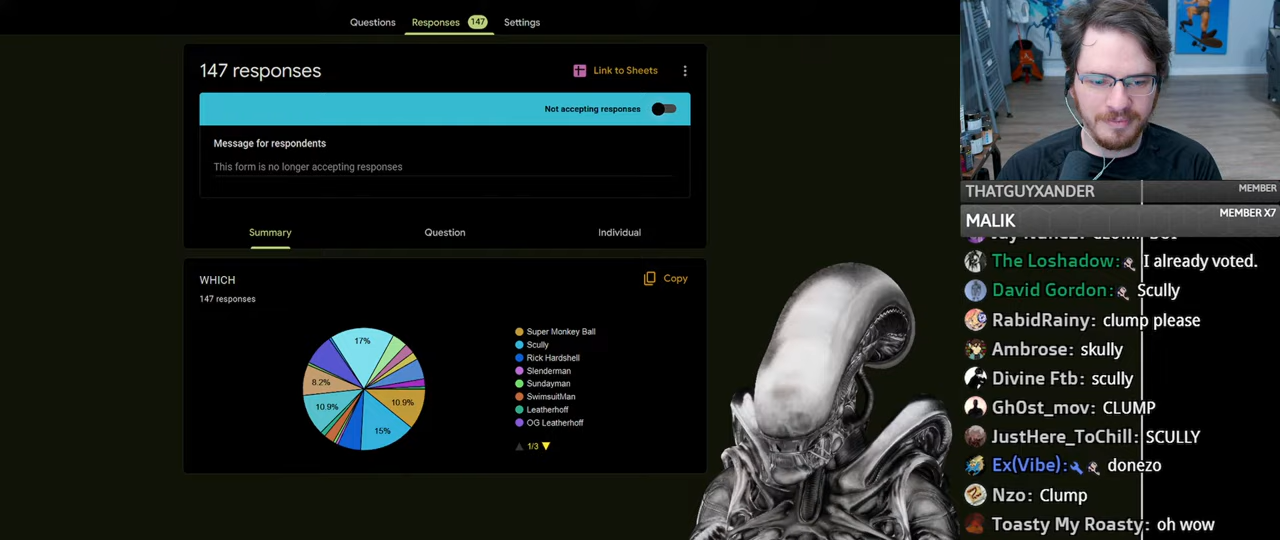 Questions
Responses 147
Settings
147 responses
Link to Sheets
Not accepting responses
Message for respondents
This form is no longer accepting responses
Summary
Question
Individual
WHICH
Copy
147 responses
17%
8.2%
10.9%
10.9%
15%
Super Monkey Ball
Scully
Rick Hardshell
Slenderman
Sundayman
SwimsuitMan
Leatherhoff
OG Leatherhoff
1/3
THATGUYXANDER MEMBER
MALIK MEMBER X7
The Loshadow: I already voted.
David Gordon: Scully
RabidRainy: clump please
Ambrose: skully
Divine Ftb: scully
Gh0st_mov: CLUMP
JustHere_ToChill: SCULLY
Ex(Vibe): donezo
Nzo: Clump
Toasty My Roasty: oh wow